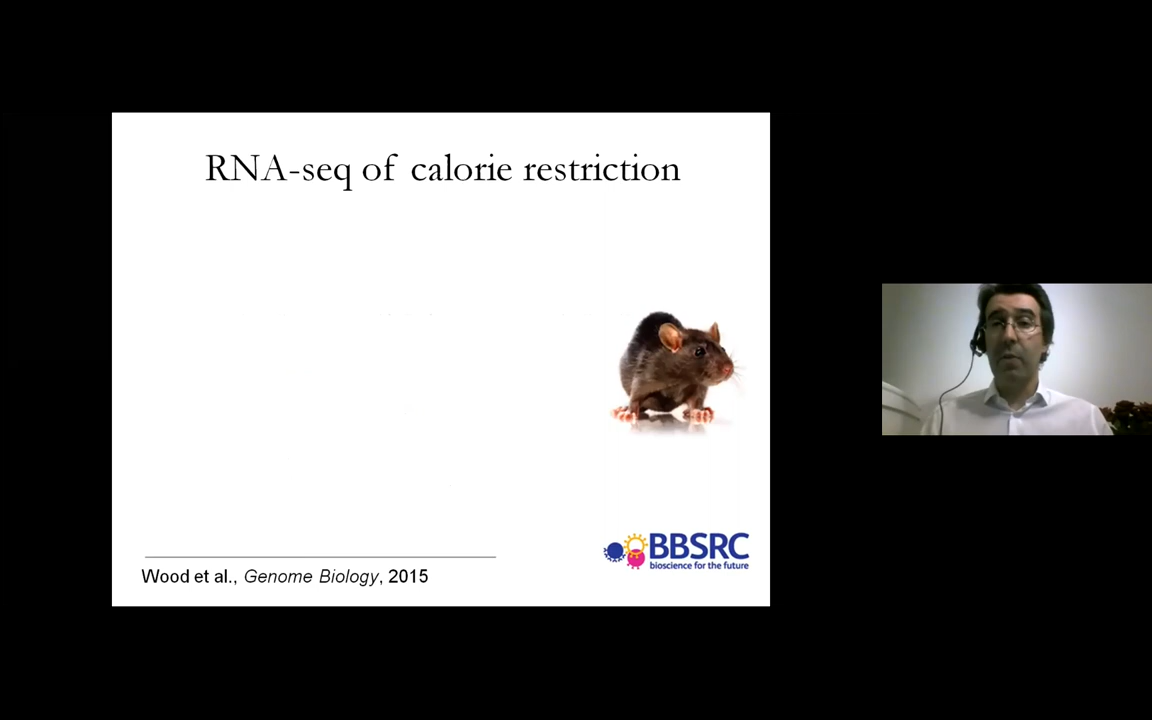 RNA-seq of calorie restriction
BBSRC
bioscience for the future
Wood et al., Genome Biology, 2015